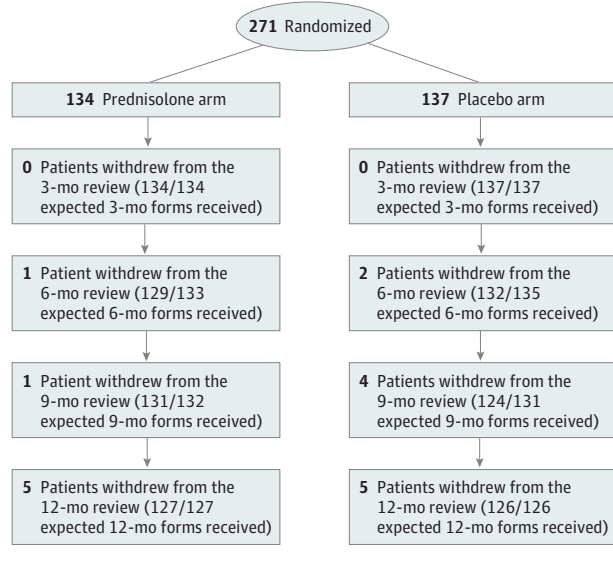 271 Randomized
134 Prednisolone arm
137 Placebo arm
0 Patients withdrew from the
3-mo review (134/134
expected 3-mo forms received)
0 Patients withdrew from the
3-mo review (137/137
expected 3-mo forms received)
1 Patient withdrew from the
6-mo review (129/133
expected 6-mo forms received)
2 Patients withdrew from the
6-mo review (132/135
expected 6-mo forms received)
1 Patient withdrew from the
9-mo review (131/132
expected 9-mo forms received)
4 Patients withdrew from the
9-mo review (124/131
expected 9-mo forms received)
5 Patients withdrew from the
12-mo review (127/127
expected 12-mo forms received)
5 Patients withdrew from the
12-mo review (126/126
expected 12-mo forms received)